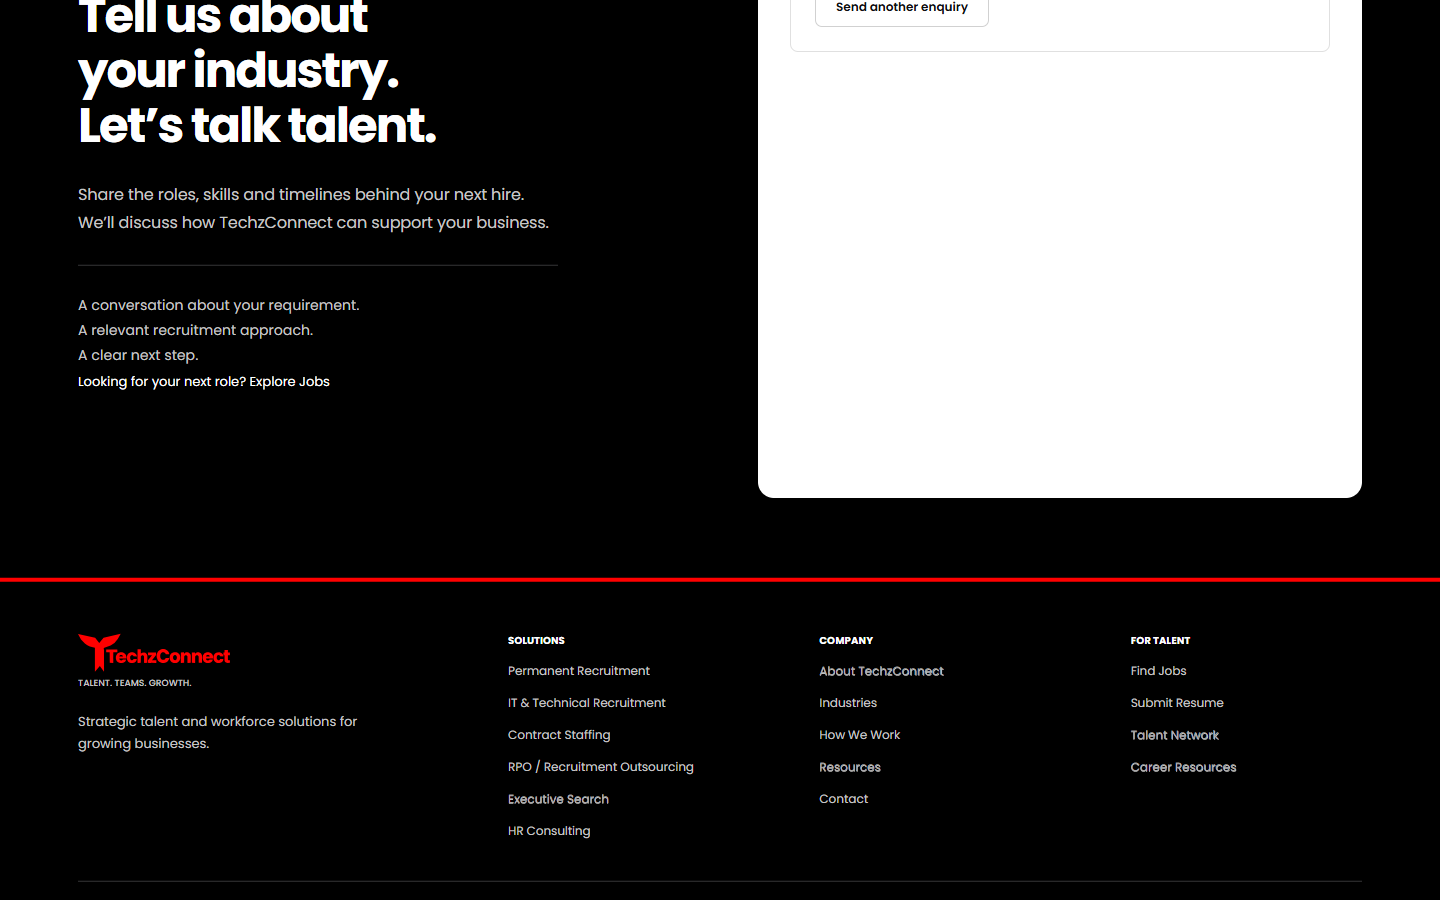 Tell us about
your industry.
Let’s talk talent.
Share the roles, skills and timelines behind your next hire.
We’ll discuss how TechzConnect can support your business.
A conversation about your requirement.
A relevant recruitment approach.
A clear next step.
Looking for your next role? Explore Jobs
Send another enquiry
TechzConnect
TALENT. TEAMS. GROWTH.
Strategic talent and workforce solutions for
growing businesses.
SOLUTIONS
Permanent Recruitment
IT & Technical Recruitment
Contract Staffing
RPO / Recruitment Outsourcing
Executive Search
HR Consulting
COMPANY
About TechzConnect
Industries
How We Work
Resources
Contact
FOR TALENT
Find Jobs
Submit Resume
Talent Network
Career Resources